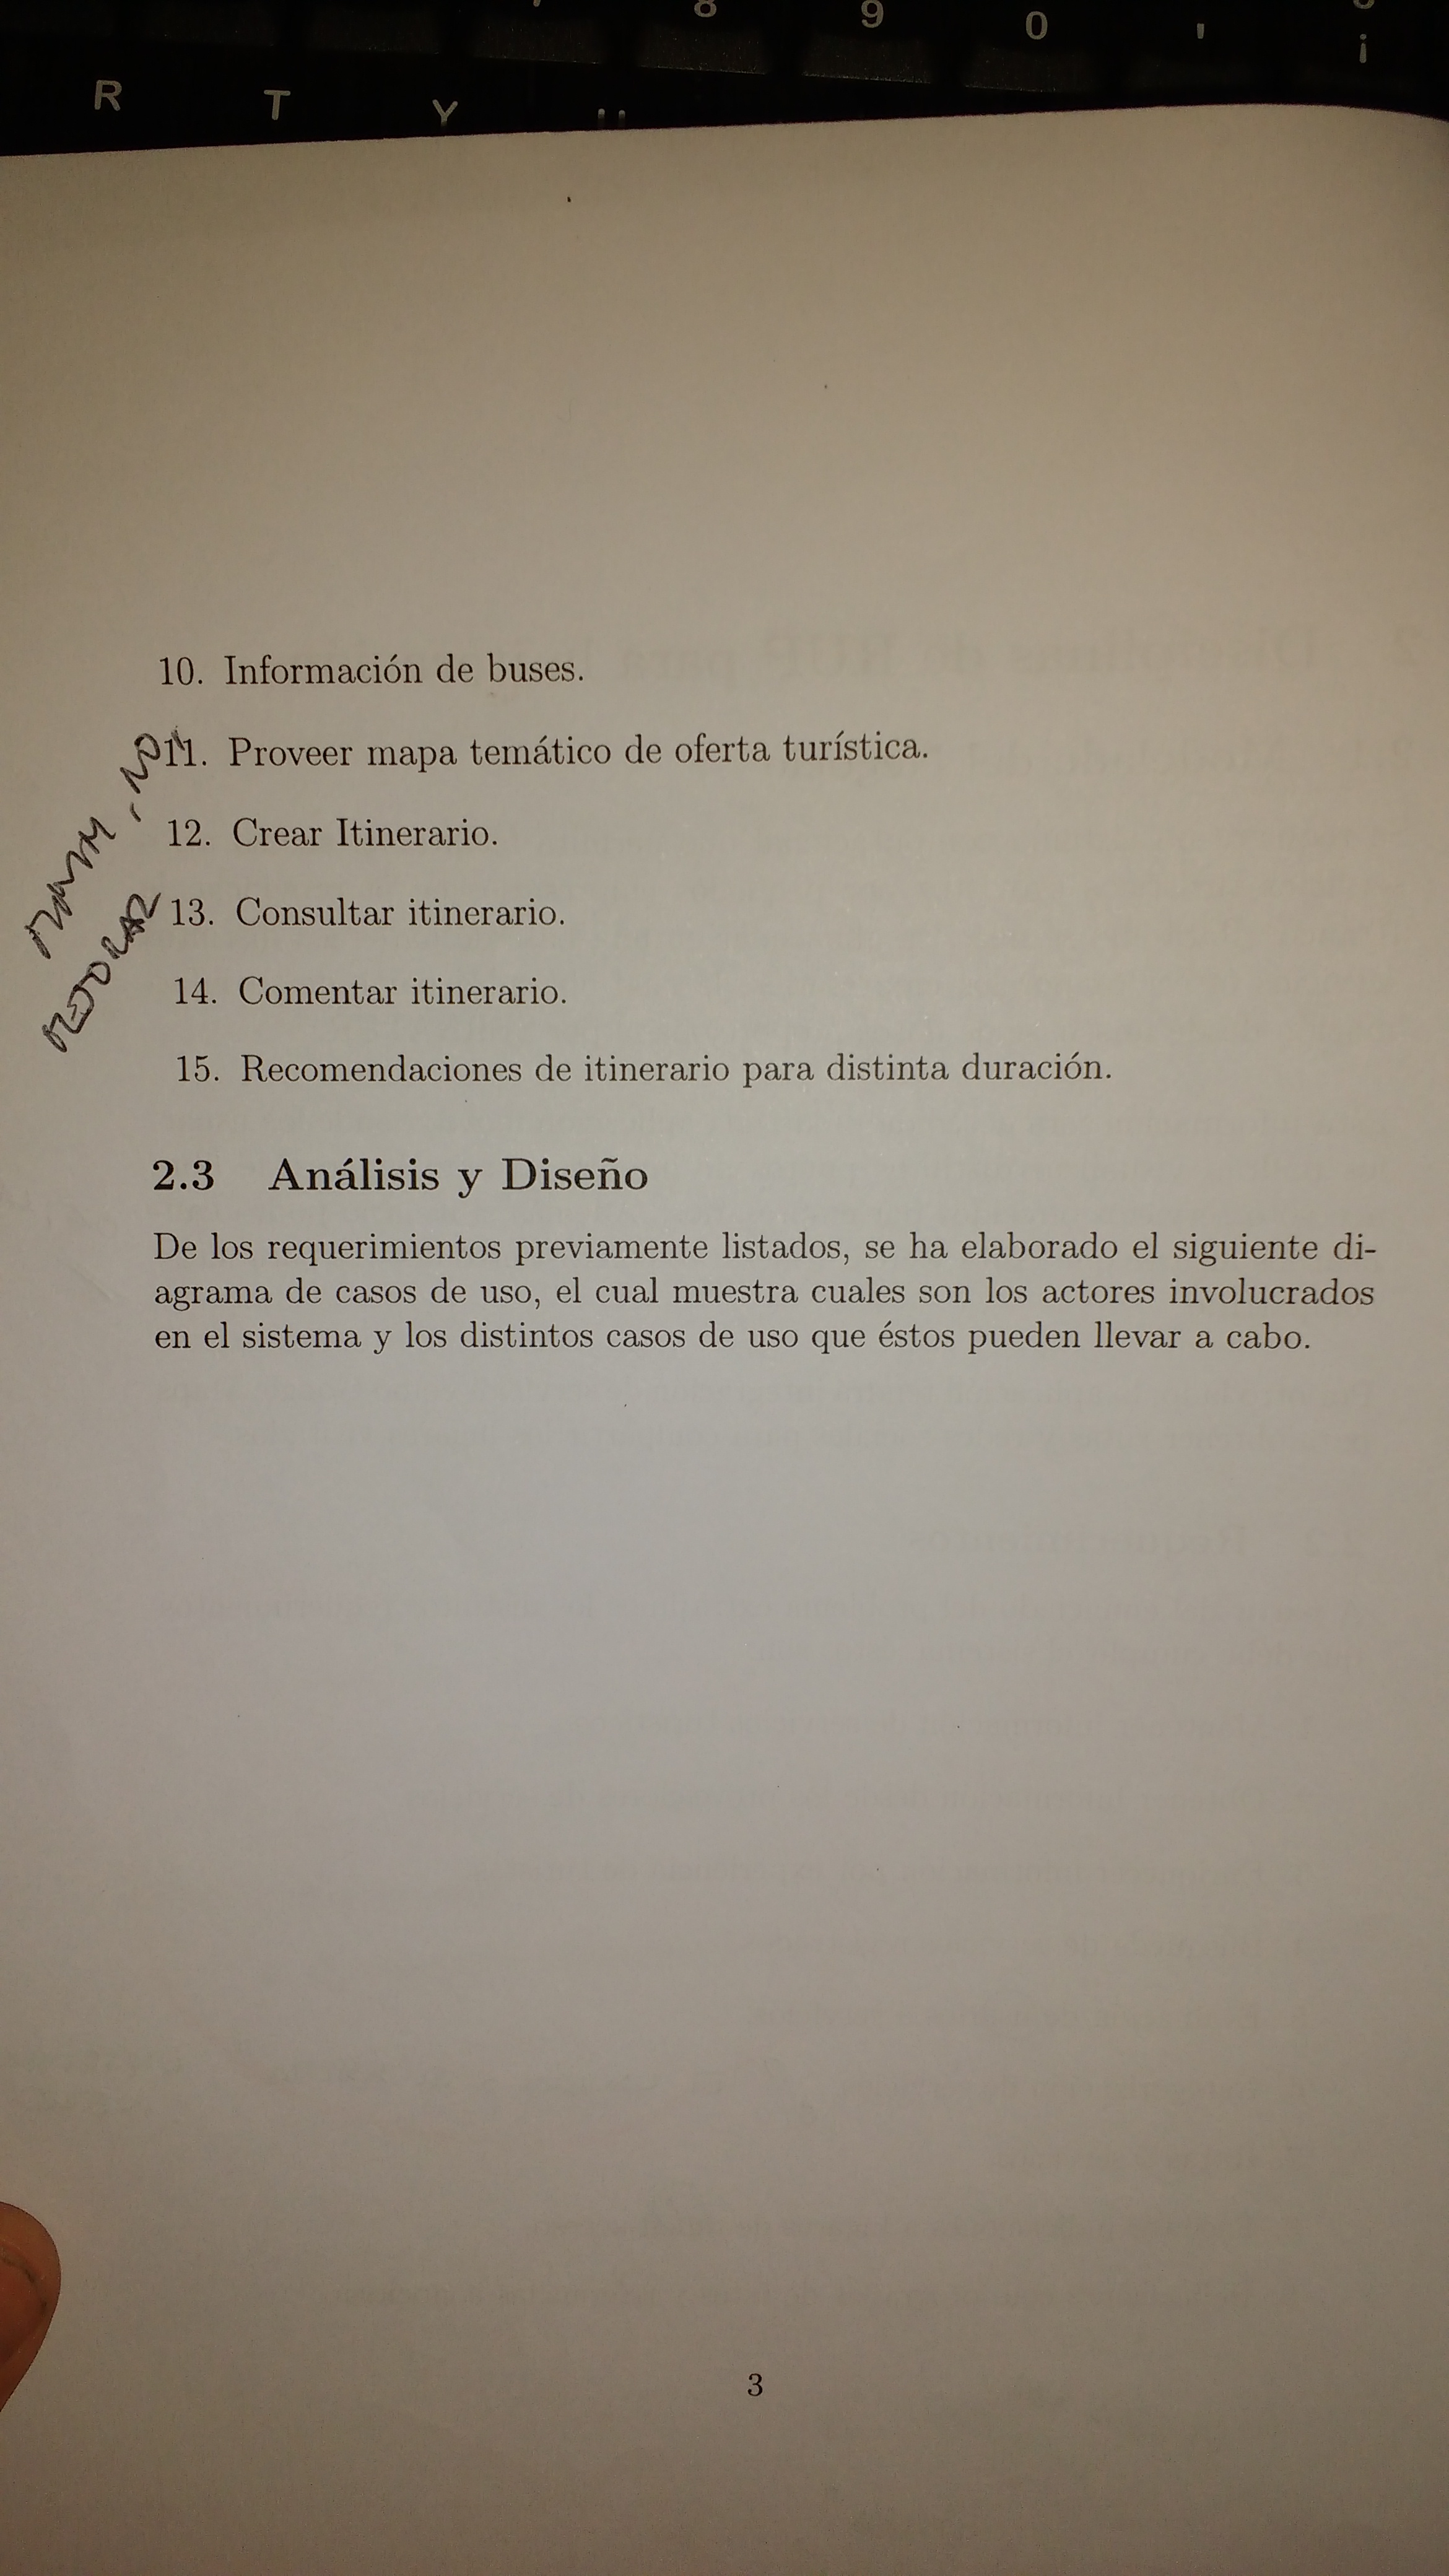 8 9 0 '
¡
R T Y
10. Información de buses.
11. Proveer mapa temático de oferta turística.
12. Crear Itinerario.
13. Consultar itinerario.
14. Comentar itinerario.
15. Recomendaciones de itinerario para distinta duración.
MEJORAR
2.3 Análisis y Diseño
De los requerimientos previamente listados, se ha elaborado el siguiente di-
agrama de casos de uso, el cual muestra cuales son los actores involucrados
en el sistema y los distintos casos de uso que éstos pueden llevar a cabo.
3